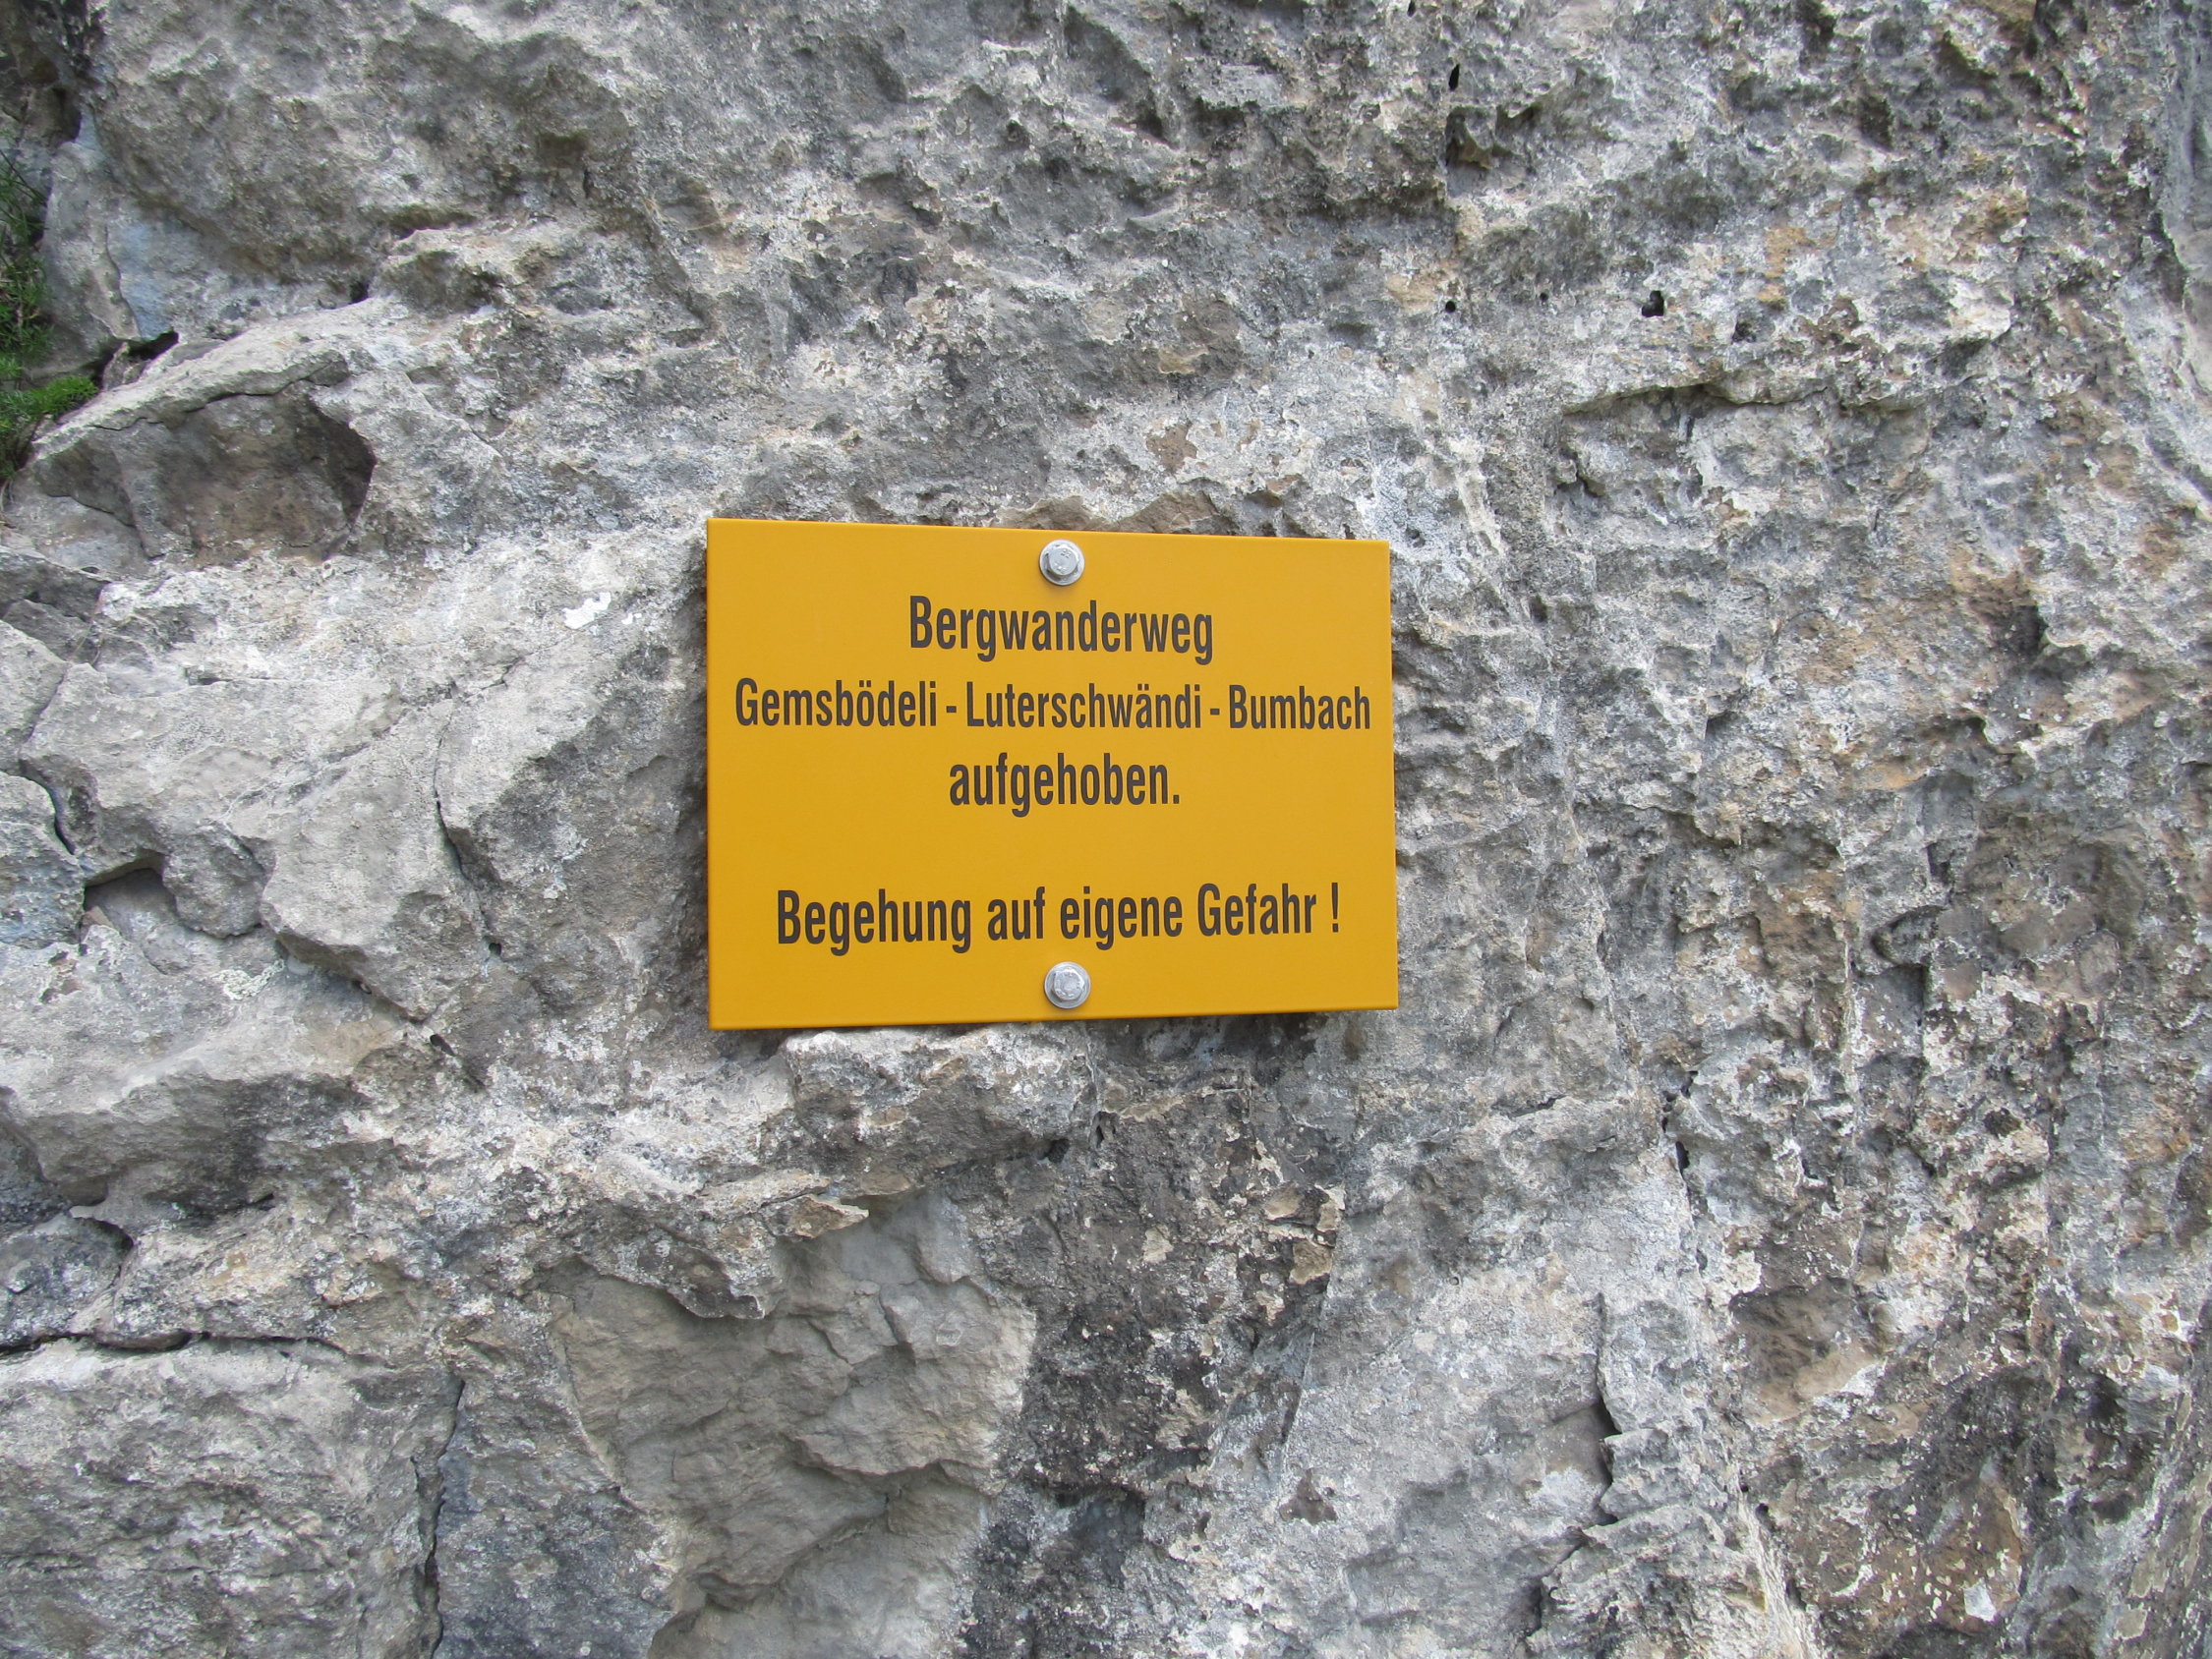 Bergwanderweg
Gemsbödeli - Luterschwändi - Bumbach
aufgehoben.
Begehung auf eigene Gefahr !